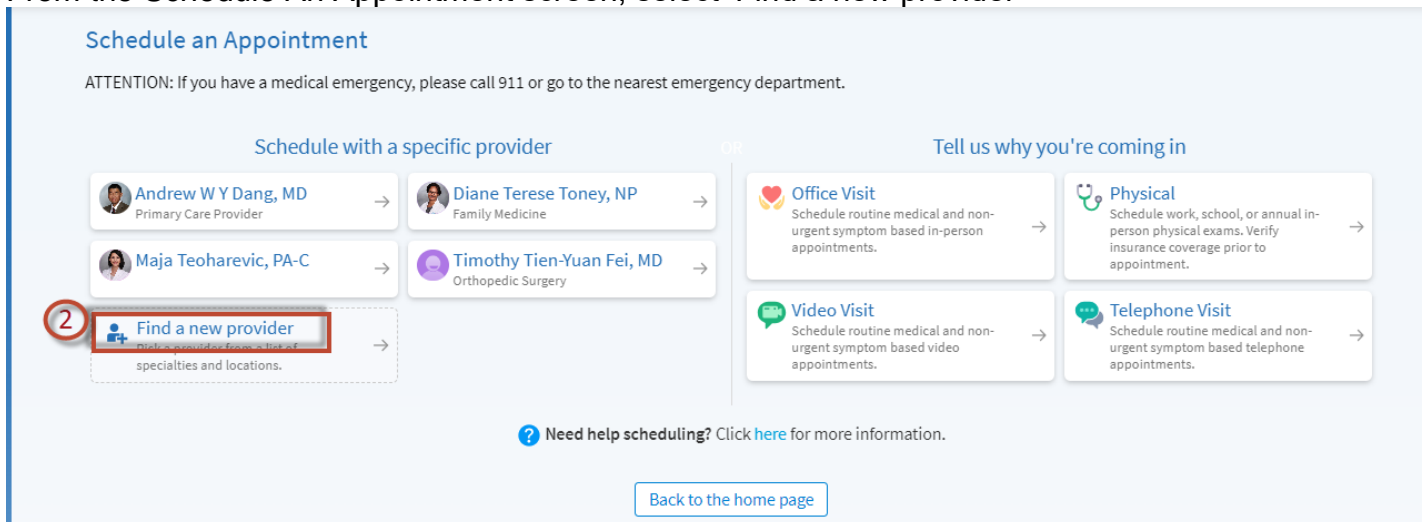 Schedule an Appointment
ATTENTION: If you have a medical emergency, please call 911 or go to the nearest emergency department.
Schedule with a specific provider
OR
Tell us why you're coming in
Andrew W Y Dang, MD
Primary Care Provider
Diane Terese Toney, NP
Family Medicine
Maja Teoharevic, PA-C
Timothy Tien-Yuan Fei, MD
Orthopedic Surgery
2
Find a new provider
Pick a provider from a list of
specialties and locations.
Office Visit
Schedule routine medical and non-
urgent symptom based in-person
appointments.
Physical
Schedule work, school, or annual in-
person physical exams. Verify
insurance coverage prior to
appointment.
Video Visit
Schedule routine medical and non-
urgent symptom based video
appointments.
Telephone Visit
Schedule routine medical and non-
urgent symptom based telephone
appointments.
? Need help scheduling? Click here for more information.
Back to the home page